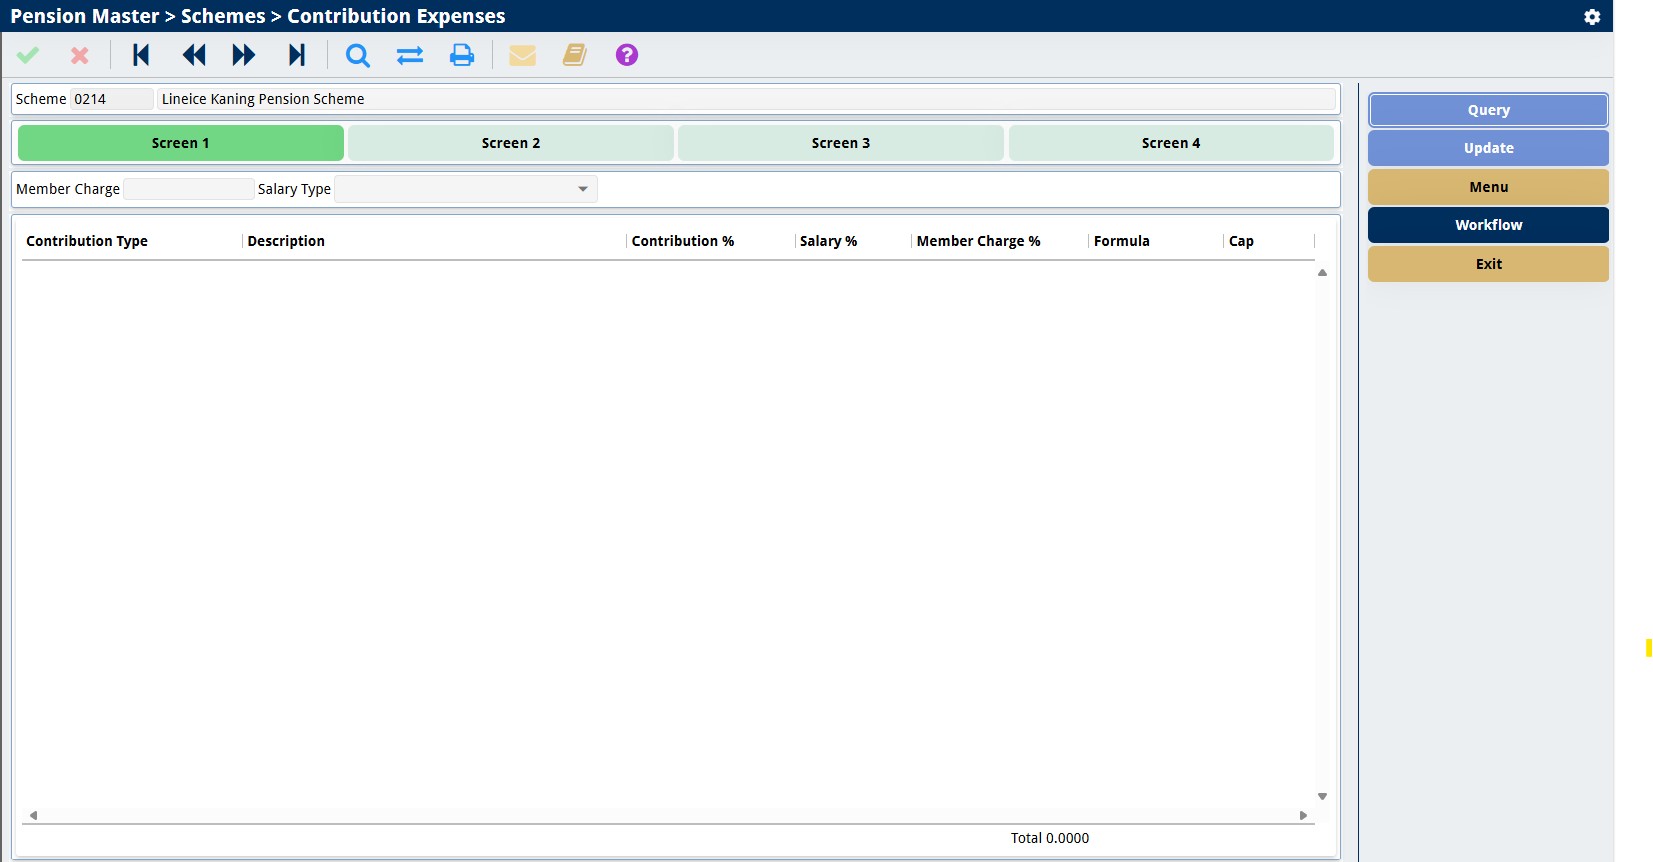 Pension Master > Schemes > Contribution Expenses
?
Scheme 0214 Lineice Kaning Pension Scheme
Screen 1 Screen 2 Screen 3 Screen 4
Member Charge Salary Type
Contribution Type Description Contribution % Salary % Member Charge % Formula Cap
Total 0.0000
Query
Update
Menu
Workflow
Exit